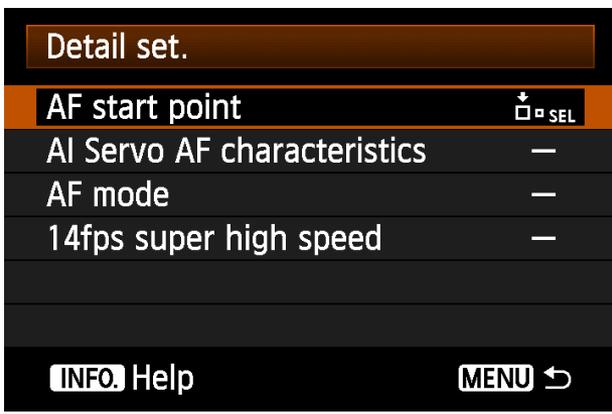 Detail set.
AF start point SEL
AI Servo AF characteristics —
AF mode —
14fps super high speed —
INFO. Help MENU